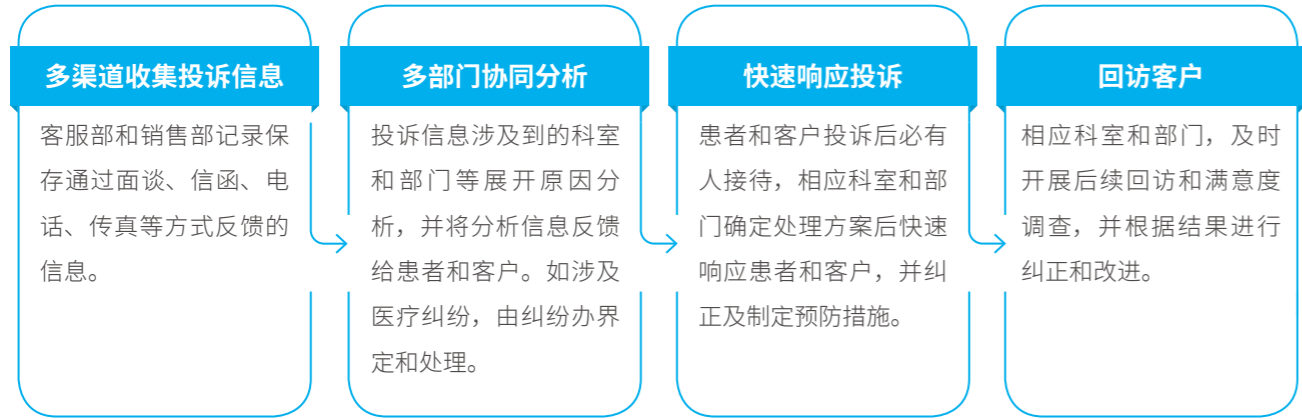 多渠道收集投诉信息
客服部和销售部记录保
存通过面谈、信函、电
话、传真等方式反馈的
信息。
多部门协同分析
投诉信息涉及到的科室
和部门等展开原因分
析，并将分析信息反馈
给患者和客户。如涉及
医疗纠纷，由纠纷办界
定和处理。
快速响应投诉
患者和客户投诉后必有
人接待，相应科室和部
门确定处理方案后快速
响应患者和客户，并纠
正及制定预防措施。
回访客户
相应科室和部门，及时
开展后续回访和满意度
调查，并根据结果进行
纠正和改进。